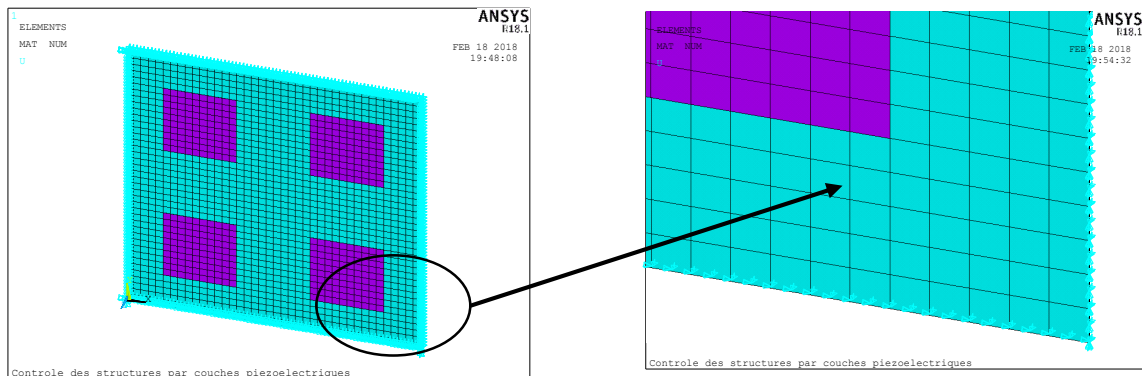 1
ELEMENTS
MAT NUM
U
ANSYS
R18.1
FEB 18 2018
19:48:08
X
Controle des structures par couches piezoelectriques
ELEMENTS
MAT NUM
U
ANSYS
R18.1
FEB 18 2018
19:54:32
Controle des structures par couches piezoelectriques